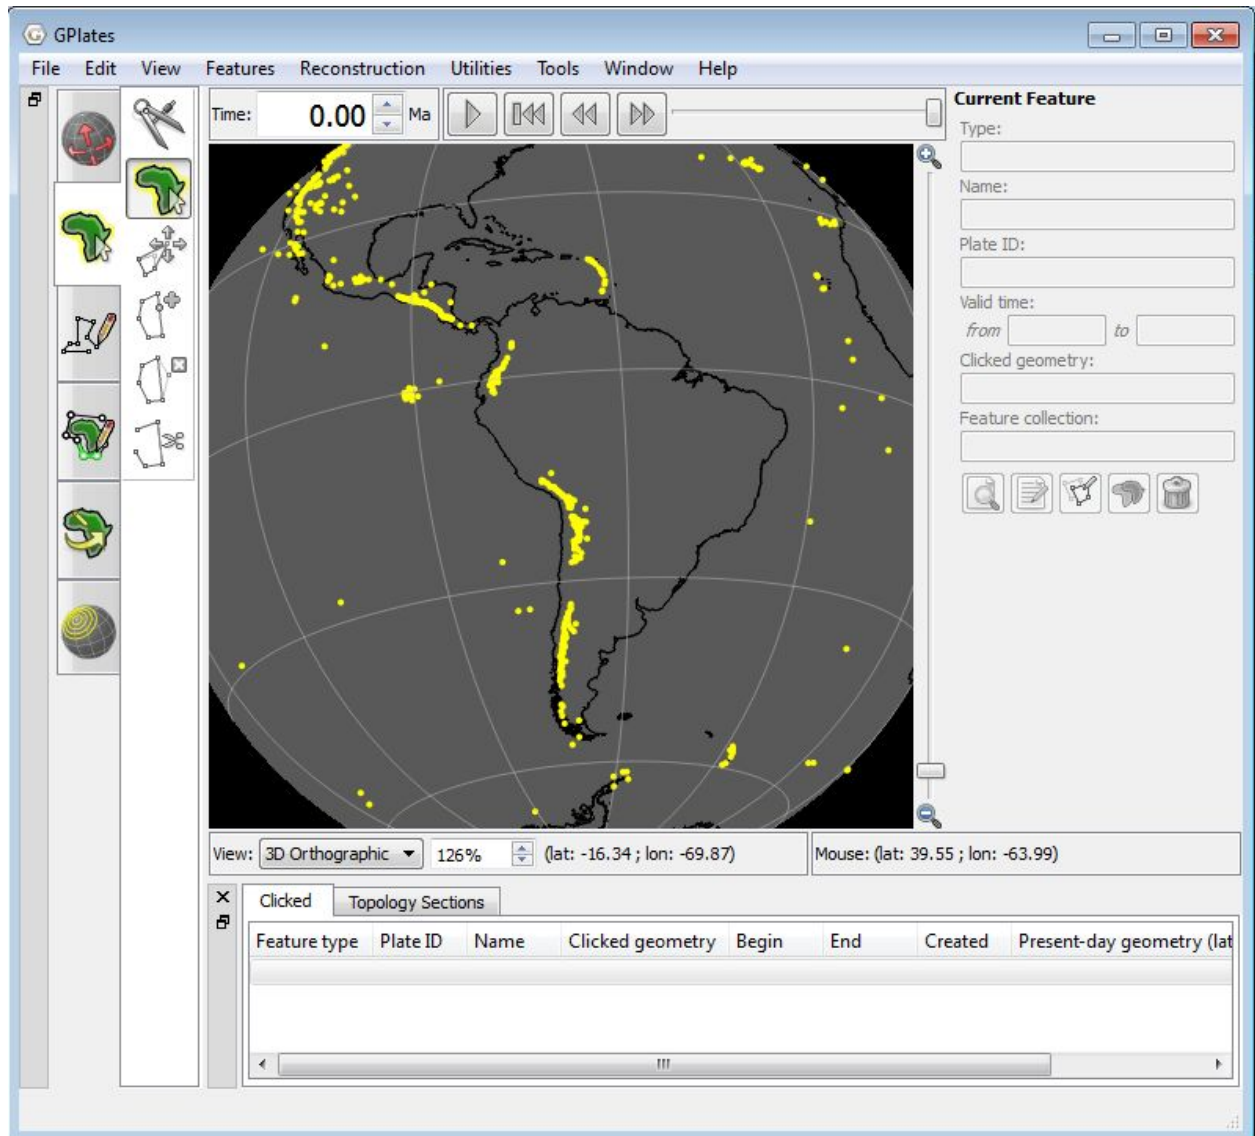 GPlates
File Edit View Features Reconstruction Utilities Tools Window Help
Time: 0.00 Ma
Current Feature
Type:
Name:
Plate ID:
Valid time:
from to
Clicked geometry:
Feature collection:
View: 3D Orthographic 126% (lat: -16.34 ; lon: -69.87) Mouse: (lat: 39.55 ; lon: -63.99)
Clicked Topology Sections
Feature type Plate ID Name Clicked geometry Begin End Created Present-day geometry (lat